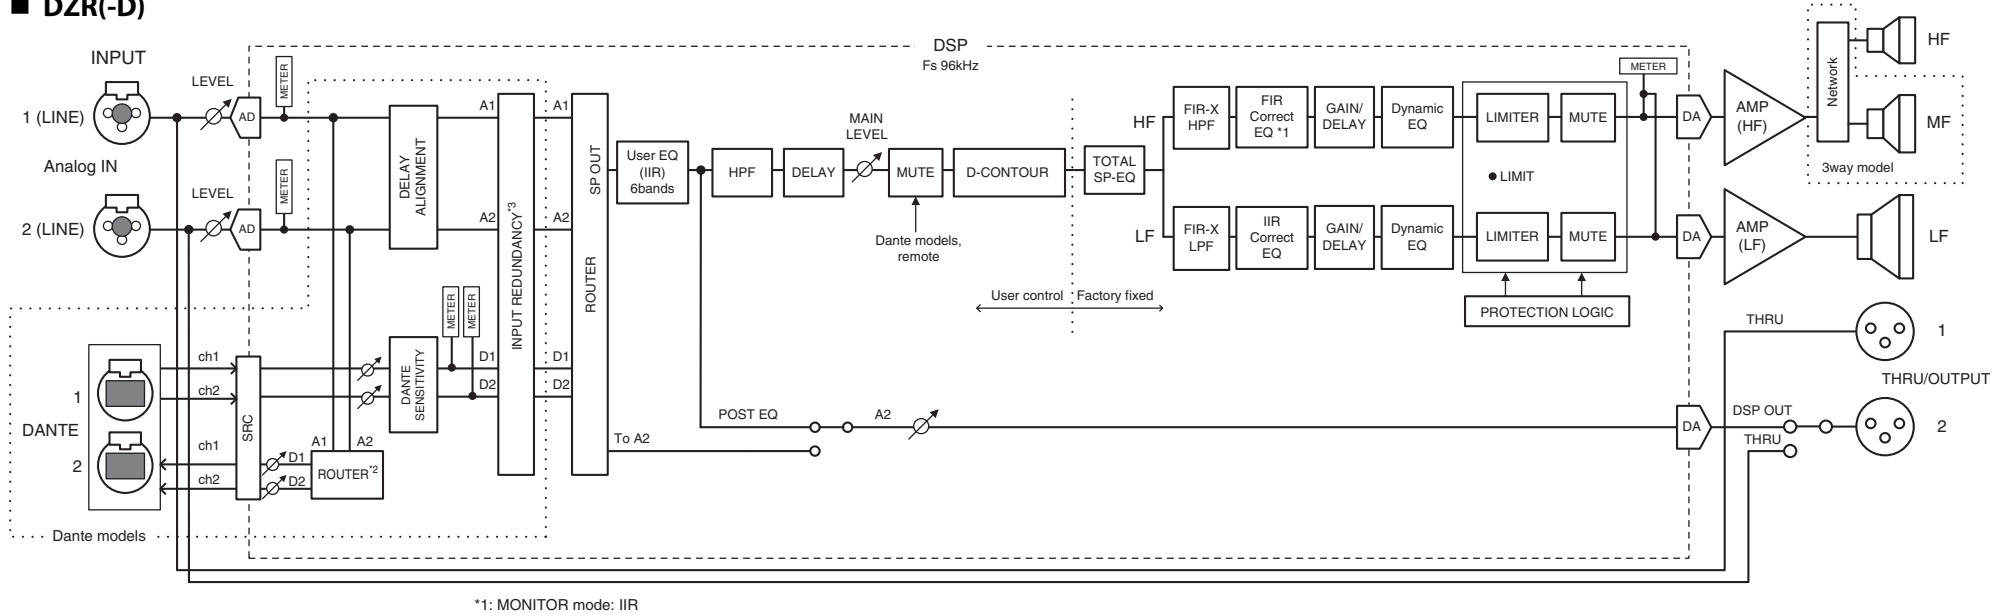 ■ DZR(-D)
INPUT
1 (LINE)
Analog IN
2 (LINE)
LEVEL
LEVEL
METER
METER
AD
AD
DSP
Fs 96kHz
DELAY
ALIGNMENT
A1
A2
D1
D2
INPUT REDUNDANCY*3
A1
A2
D1
D2
SP OUT
ROUTER
User EQ
(IIR)
6bands
HPF
DELAY
MAIN
LEVEL
MUTE
Dante models,
remote
D-CONTOUR
User control
Factory fixed
TOTAL
SP-EQ
HF
FIR-X
HPF
FIR
Correct
EQ *1
GAIN/
DELAY
Dynamic
EQ
LIMITER
MUTE
LIMIT
LF
FIR-X
LPF
IIR
Correct
EQ
GAIN/
DELAY
Dynamic
EQ
LIMITER
MUTE
PROTECTION LOGIC
METER
DA
DA
AMP
(HF)
AMP
(LF)
Network
HF
MF
3way model
LF
DANTE
1
2
ch1
ch2
ch1
ch2
SRC
METER
METER
DANTE
SENSITIVITY
A1
A2
D1
D2
ROUTER*2
Dante models
POST EQ
A2
To A2
DA
THRU
1
THRU/OUTPUT
DSP OUT
THRU
2
*1: MONITOR mode: IIR